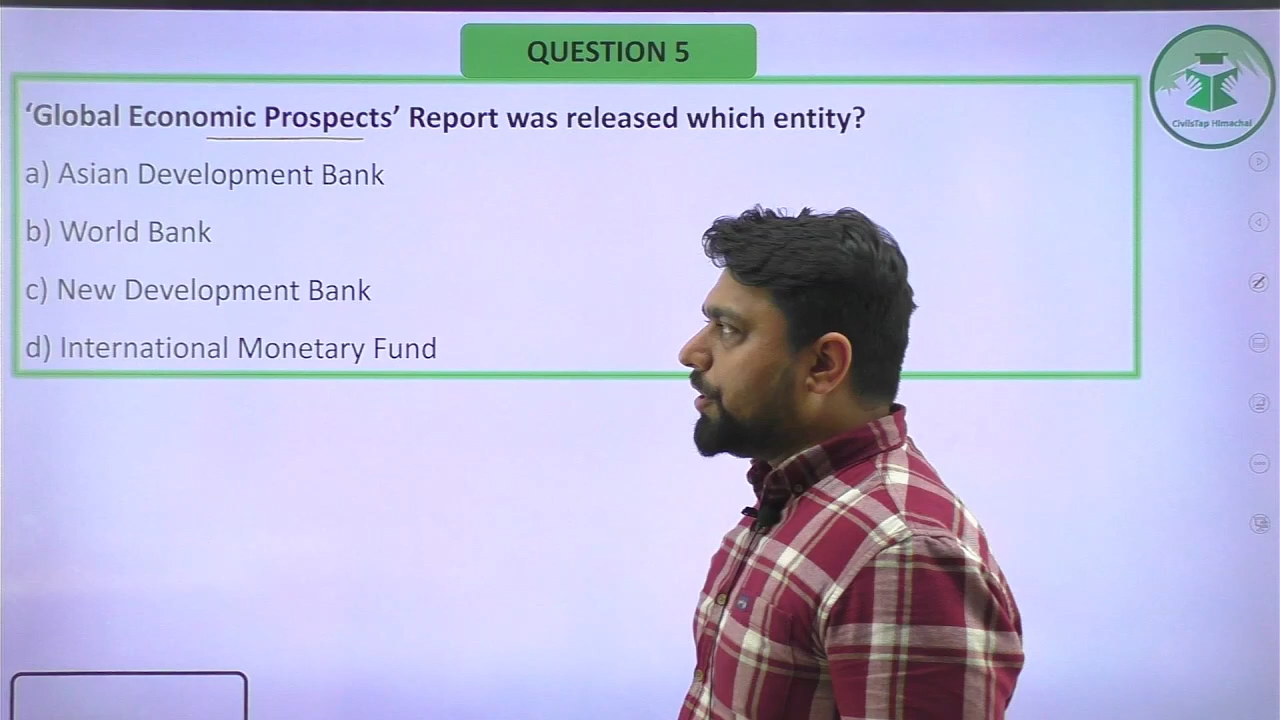 QUESTION 5
‘Global Economic Prospects’ Report was released which entity?
a) Asian Development Bank
b) World Bank
c) New Development Bank
d) International Monetary Fund
CivilsTap Himachal